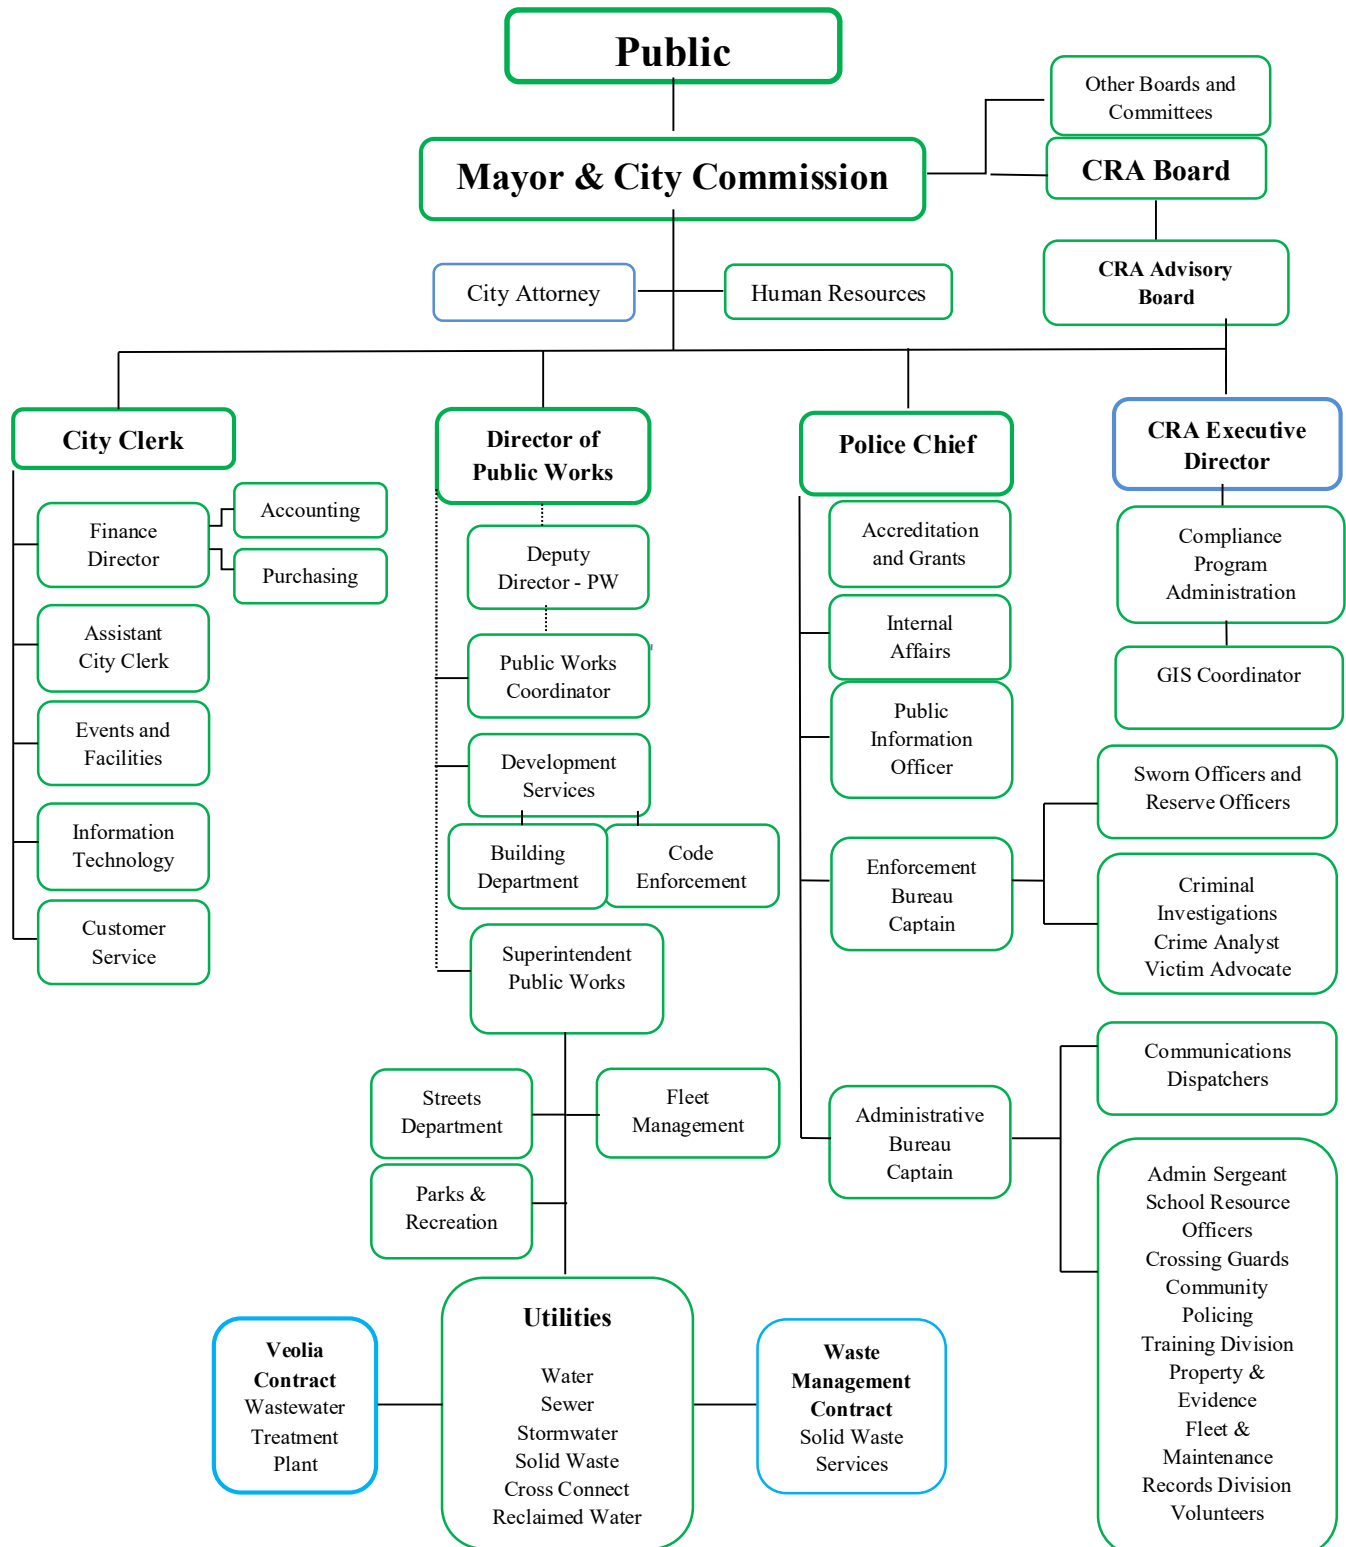 Public
Other Boards and
Committees
Mayor & City Commission
CRA Board
CRA Advisory
Board
City Attorney
Human Resources
City Clerk
Director of
Public Works
Police Chief
CRA Executive
Director
Finance
Director
Accounting
Purchasing
Assistant
City Clerk
Events and
Facilities
Information
Technology
Customer
Service
Deputy
Director - PW
Public Works
Coordinator
Development
Services
Building
Department
Code
Enforcement
Superintendent
Public Works
Streets
Department
Fleet
Management
Parks &
Recreation
Utilities
Water
Sewer
Stormwater
Solid Waste
Cross Connect
Reclaimed Water
Veolia
Contract
Wastewater
Treatment
Plant
Waste
Management
Contract
Solid Waste
Services
Accreditation
and Grants
Internal
Affairs
Public
Information
Officer
Enforcement
Bureau
Captain
Sworn Officers and
Reserve Officers
Criminal
Investigations
Crime Analyst
Victim Advocate
Administrative
Bureau
Captain
Communications
Dispatchers
Admin Sergeant
School Resource
Officers
Crossing Guards
Community
Policing
Training Division
Property &
Evidence
Fleet &
Maintenance
Records Division
Volunteers
Compliance
Program
Administration
GIS Coordinator